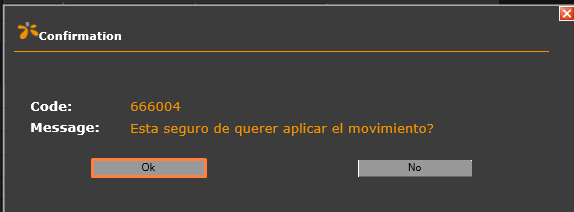 Confirmation
Code: 666004
Message: Esta seguro de querer aplicar el movimiento?
Ok No